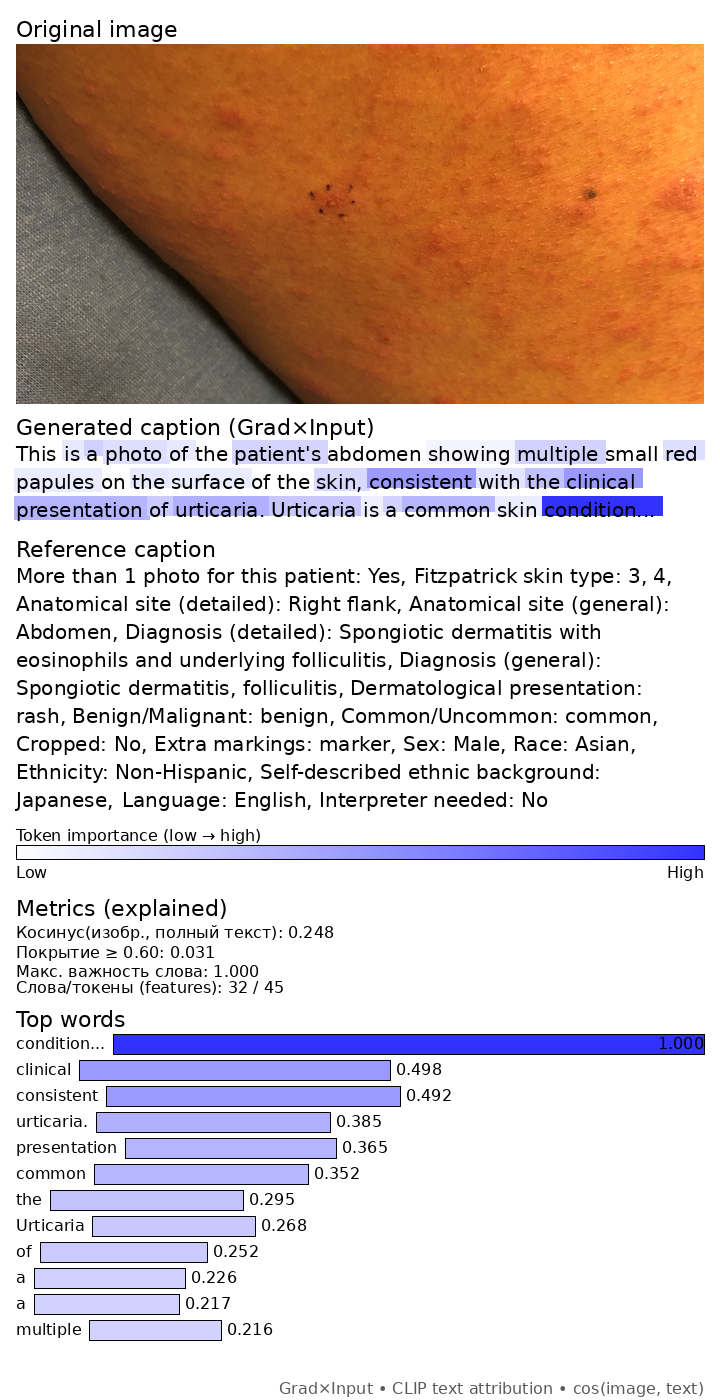 Original image
Generated caption (Grad×Input)
This is a photo of the patient's abdomen showing multiple small red
papules on the surface of the skin, consistent with the clinical
presentation of urticaria. Urticaria is a common skin condition...
Reference caption
More than 1 photo for this patient: Yes, Fitzpatrick skin type: 3, 4,
Anatomical site (detailed): Right flank, Anatomical site (general):
Abdomen, Diagnosis (detailed): Spongiotic dermatitis with
eosinophils and underlying folliculitis, Diagnosis (general):
Spongiotic dermatitis, folliculitis, Dermatological presentation:
rash, Benign/Malignant: benign, Common/Uncommon: common,
Cropped: No, Extra markings: marker, Sex: Male, Race: Asian,
Ethnicity: Non-Hispanic, Self-described ethnic background:
Japanese, Language: English, Interpreter needed: No
Token importance (low → high)
Low High
Metrics (explained)
Косинус(изобр., полный текст): 0.248
Покрытие ≥ 0.60: 0.031
Макс. важность слова: 1.000
Слова/токены (features): 32 / 45
Top words
condition... 1.000
clinical 0.498
consistent 0.492
urticaria. 0.385
presentation 0.365
common 0.352
the 0.295
Urticaria 0.268
of 0.252
a 0.226
a 0.217
multiple 0.216
Grad×Input • CLIP text attribution • cos(image, text)